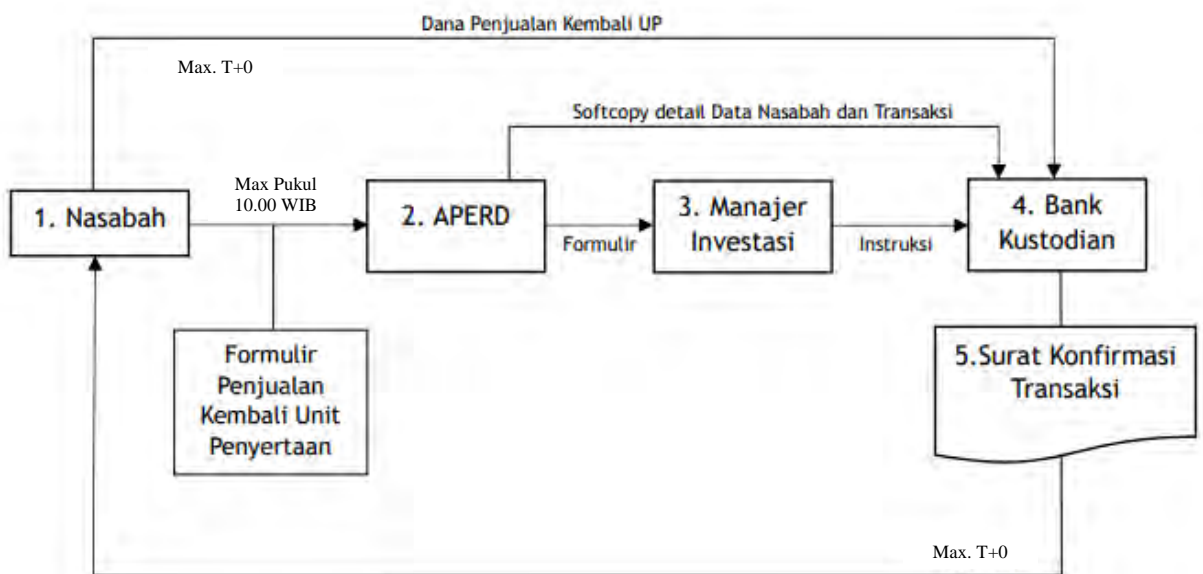 Dana Penjualan Kembali UP
Max. T+0
Softcopy detail Data Nasabah dan Transaksi
1. Nasabah
Max Pukul
10.00 WIB
2. APERD
Formulir
3. Manajer
Investasi
Instruksi
4. Bank
Kustodian
Formulir
Penjualan
Kembali Unit
Penyertaan
5.Surat Konfirmasi
Transaksi
Max. T+0